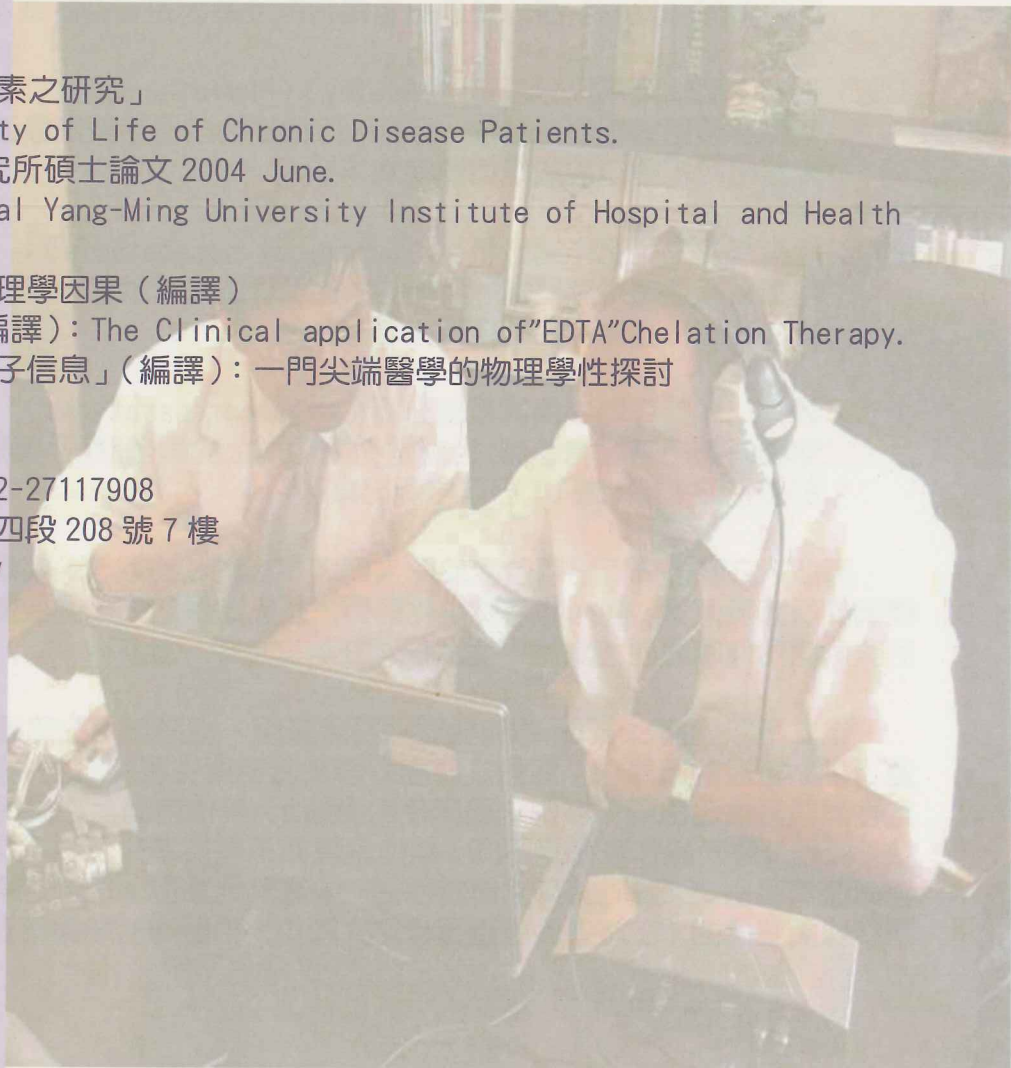 素之研究」
ty of Life of Chronic Disease Patients.
究所碩士論文 2004 June.
al Yang-Ming University Institute of Hospital and Health
理學因果（編譯）
編譯）：The Clinical application of"EDTA"Chelation Therapy.
子信息」（編譯）：一門尖端醫學的物理學性探討
2-27117908
四段 208 號 7 樓